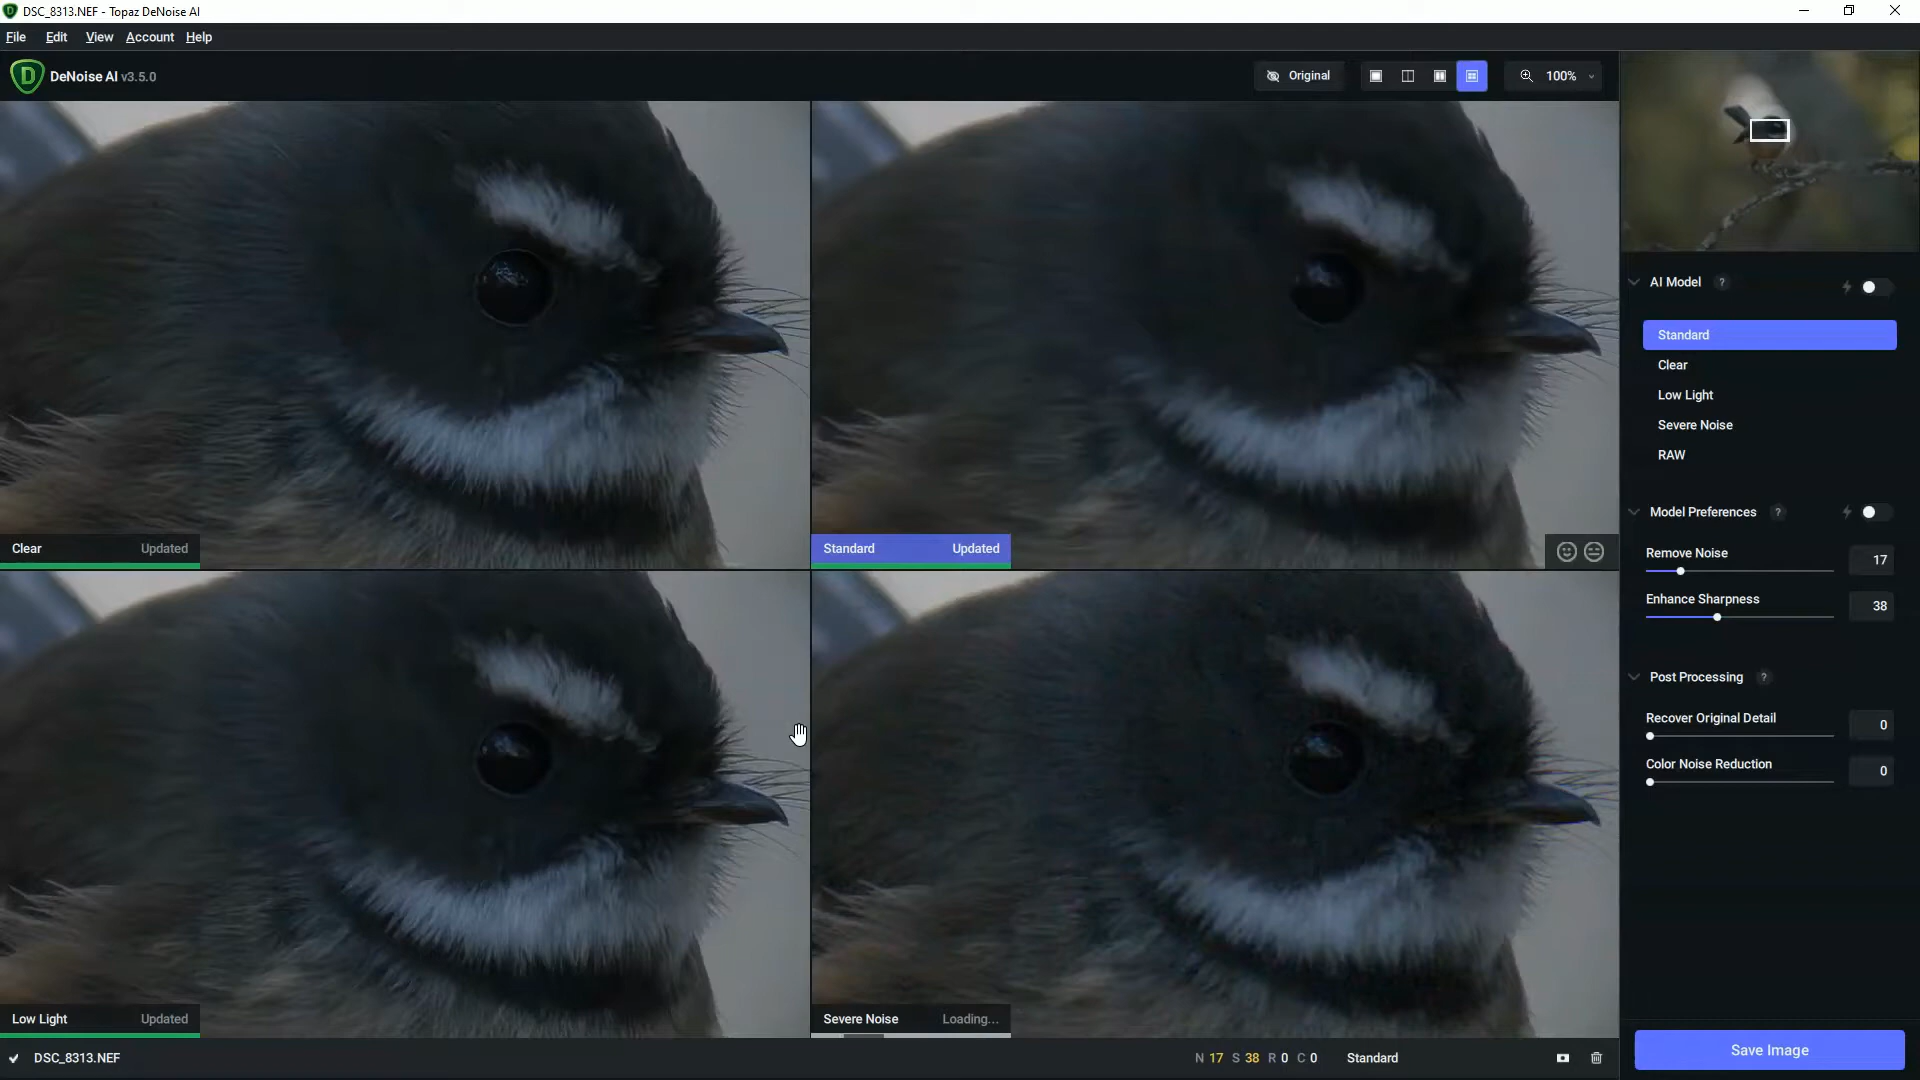 DSC_8313.NEF - Topaz DeNoise AI
File Edit View Account Help
DeNoise AI v3.5.0
Original
100%
Clear Updated
Standard Updated
Low Light Updated
Severe Noise Loading...
AI Model ?
Standard
Clear
Low Light
Severe Noise
RAW
Model Preferences ?
Remove Noise 17
Enhance Sharpness 38
Post Processing ?
Recover Original Detail 0
Color Noise Reduction 0
DSC_8313.NEF
N 17 S 38 R 0 C 0 Standard
Save Image